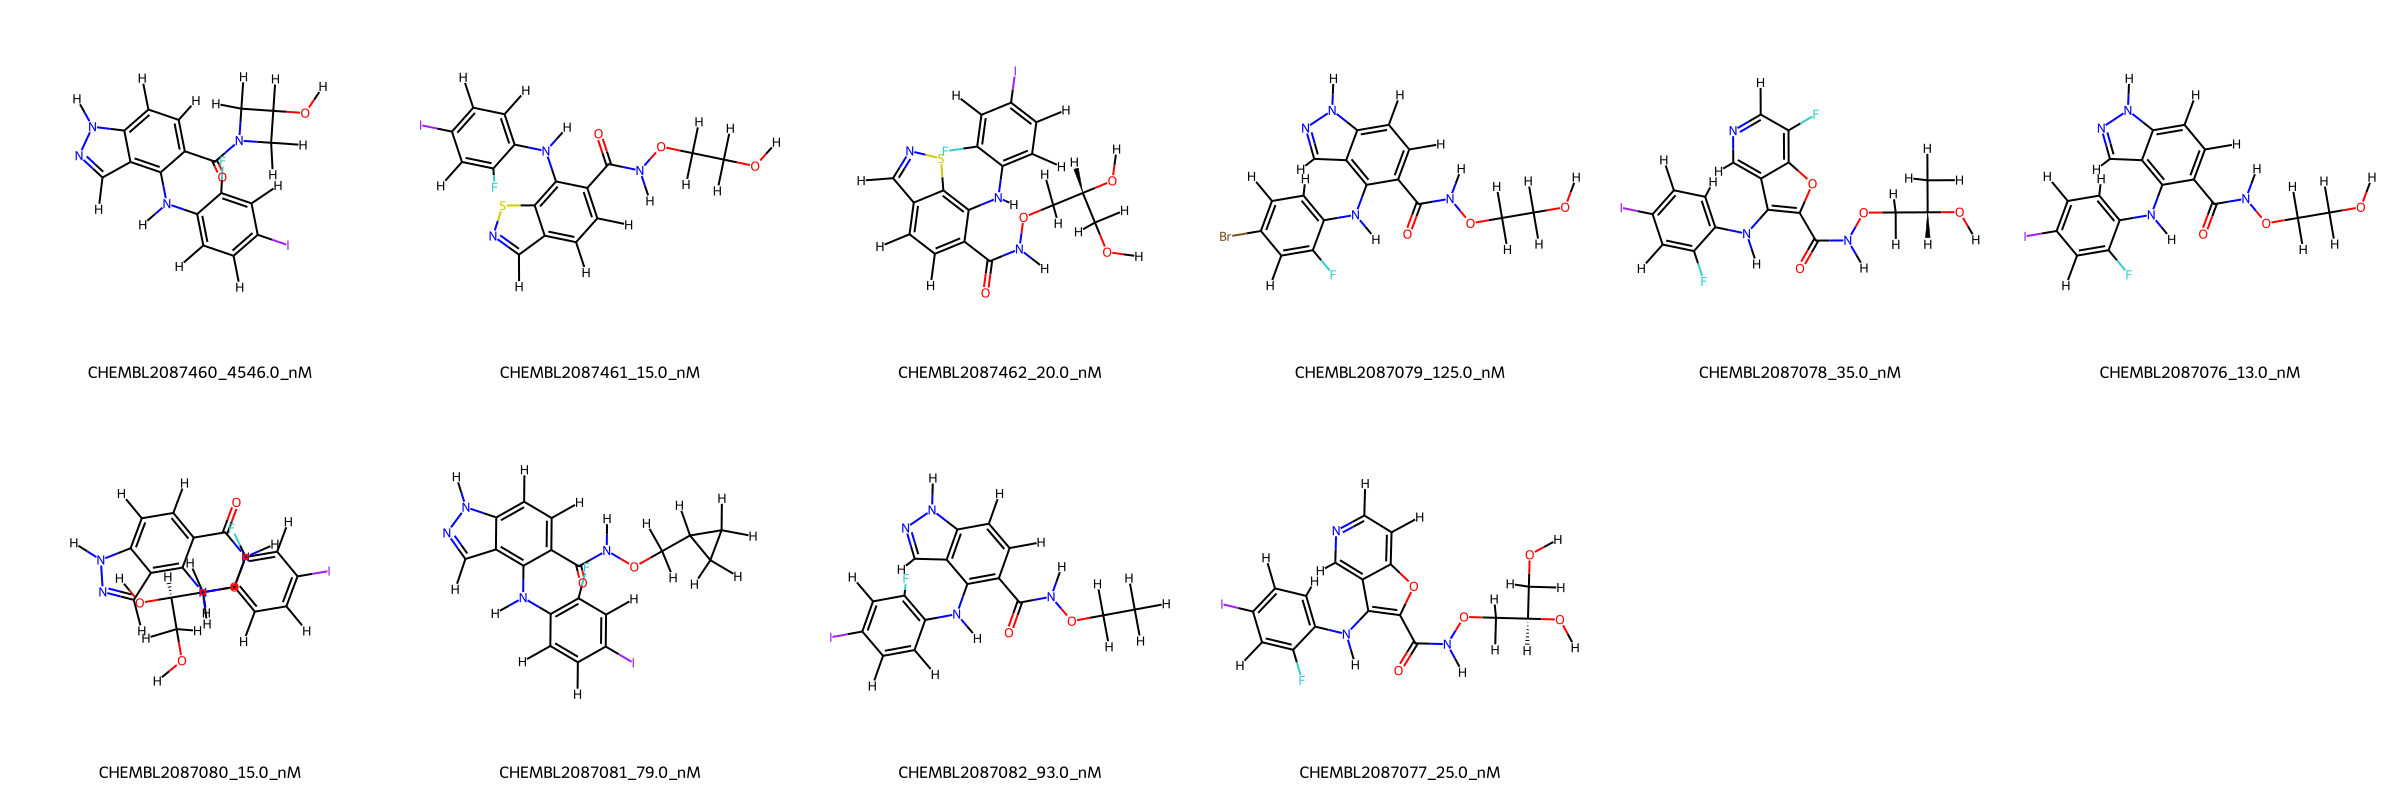 CHEMBL2087460_4546.0_nM
CHEMBL2087461_15.0_nM
CHEMBL2087462_20.0_nM
CHEMBL2087079_125.0_nM
CHEMBL2087078_35.0_nM
CHEMBL2087076_13.0_nM
CHEMBL2087080_15.0_nM
CHEMBL2087081_79.0_nM
CHEMBL2087082_93.0_nM
CHEMBL2087077_25.0_nM